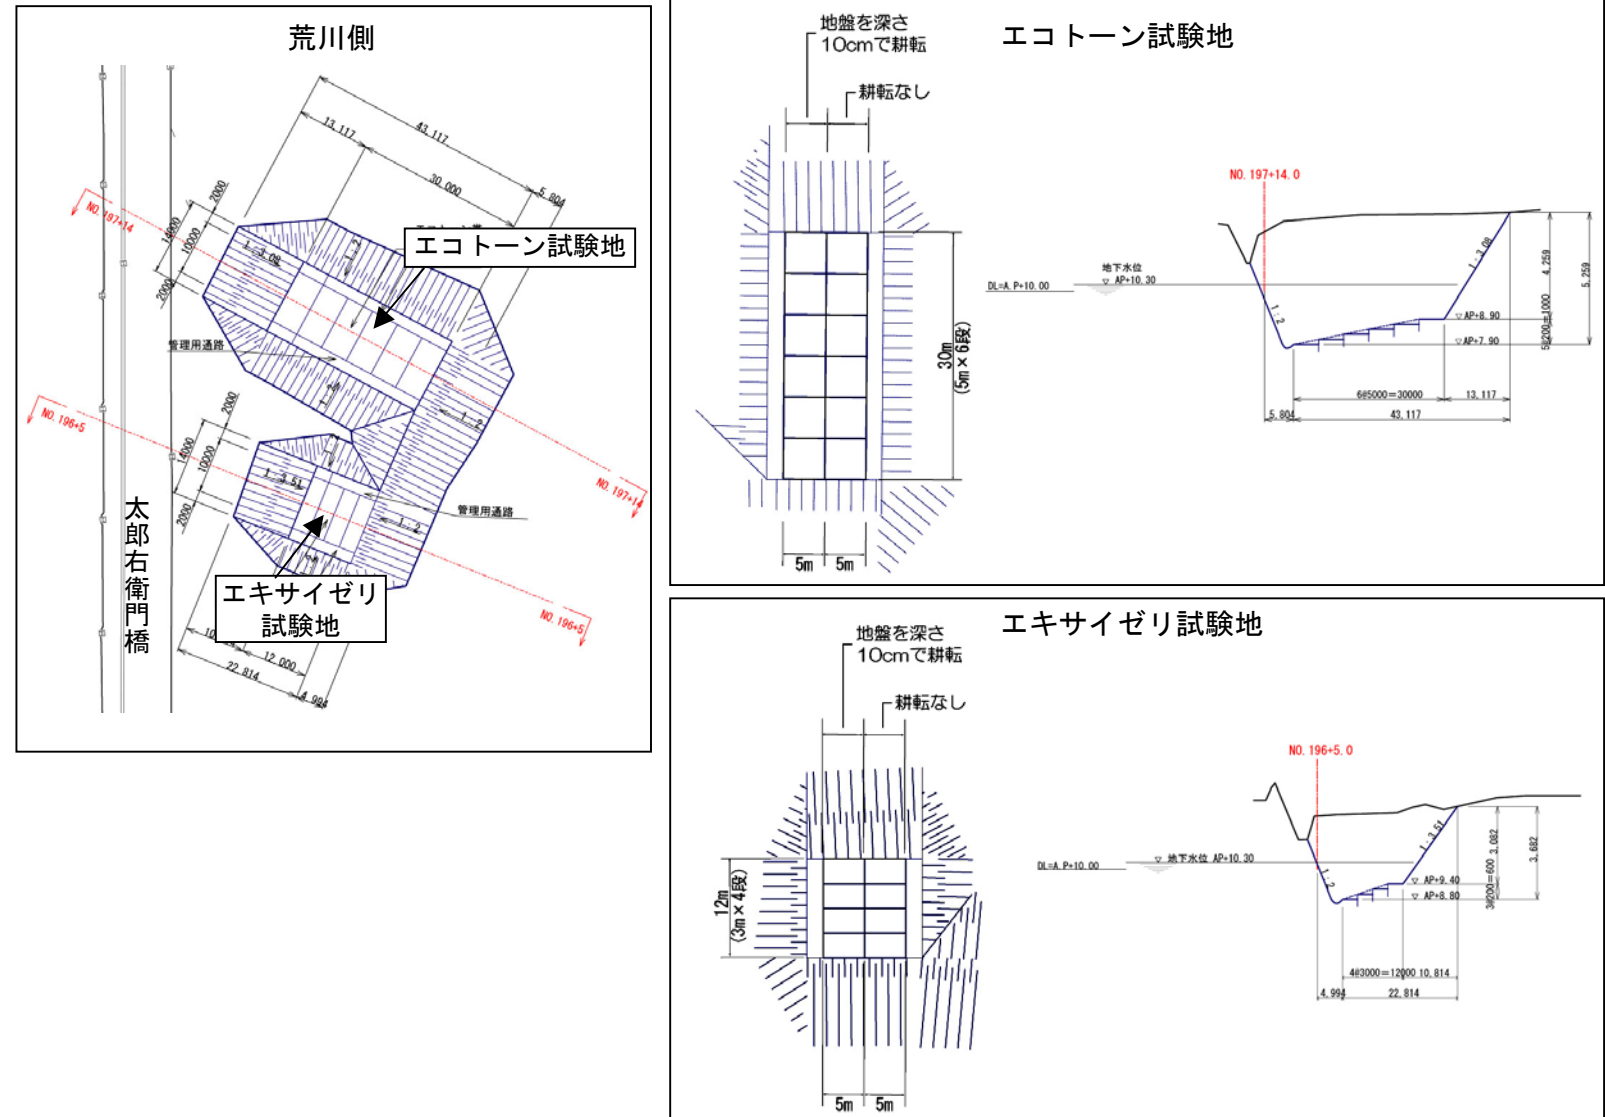 荒川側
43.117
13.117
30.000
5.804
2000
14000
10000
2000
NO.197+14
1:3.08
1:2
エコトーン試験地
管理用通路
1:2
1:2
NO.197+14
NO.196+5
2000
14000
10000
2000
1:3.51
管理用通路
1:2
太郎右衛門橋
エキサイゼリ
試験地
12.000
22.814
4.994
NO.196+5
エコトーン試験地
地盤を深さ
10cmで耕転
耕転なし
30m
(5m×6段)
5m 5m
NO.197+14.0
地下水位
DL=A.P+10.00
▽ AP+10.30
1:2
1:3.08
▽ AP+8.90
▽ AP+7.90
4.259
5@200=1000
5.259
6@5000=30000 13.117
5.804 43.117
エキサイゼリ試験地
地盤を深さ
10cmで耕転
耕転なし
12m
(3m×4段)
5m 5m
NO.196+5.0
DL=A.P+10.00
▽ 地下水位 AP+10.30
1:2
1:3.51
▽ AP+9.40
▽ AP+8.80
3.082
3@200=600
3.682
4@3000=12000 10.814
4.994 22.814